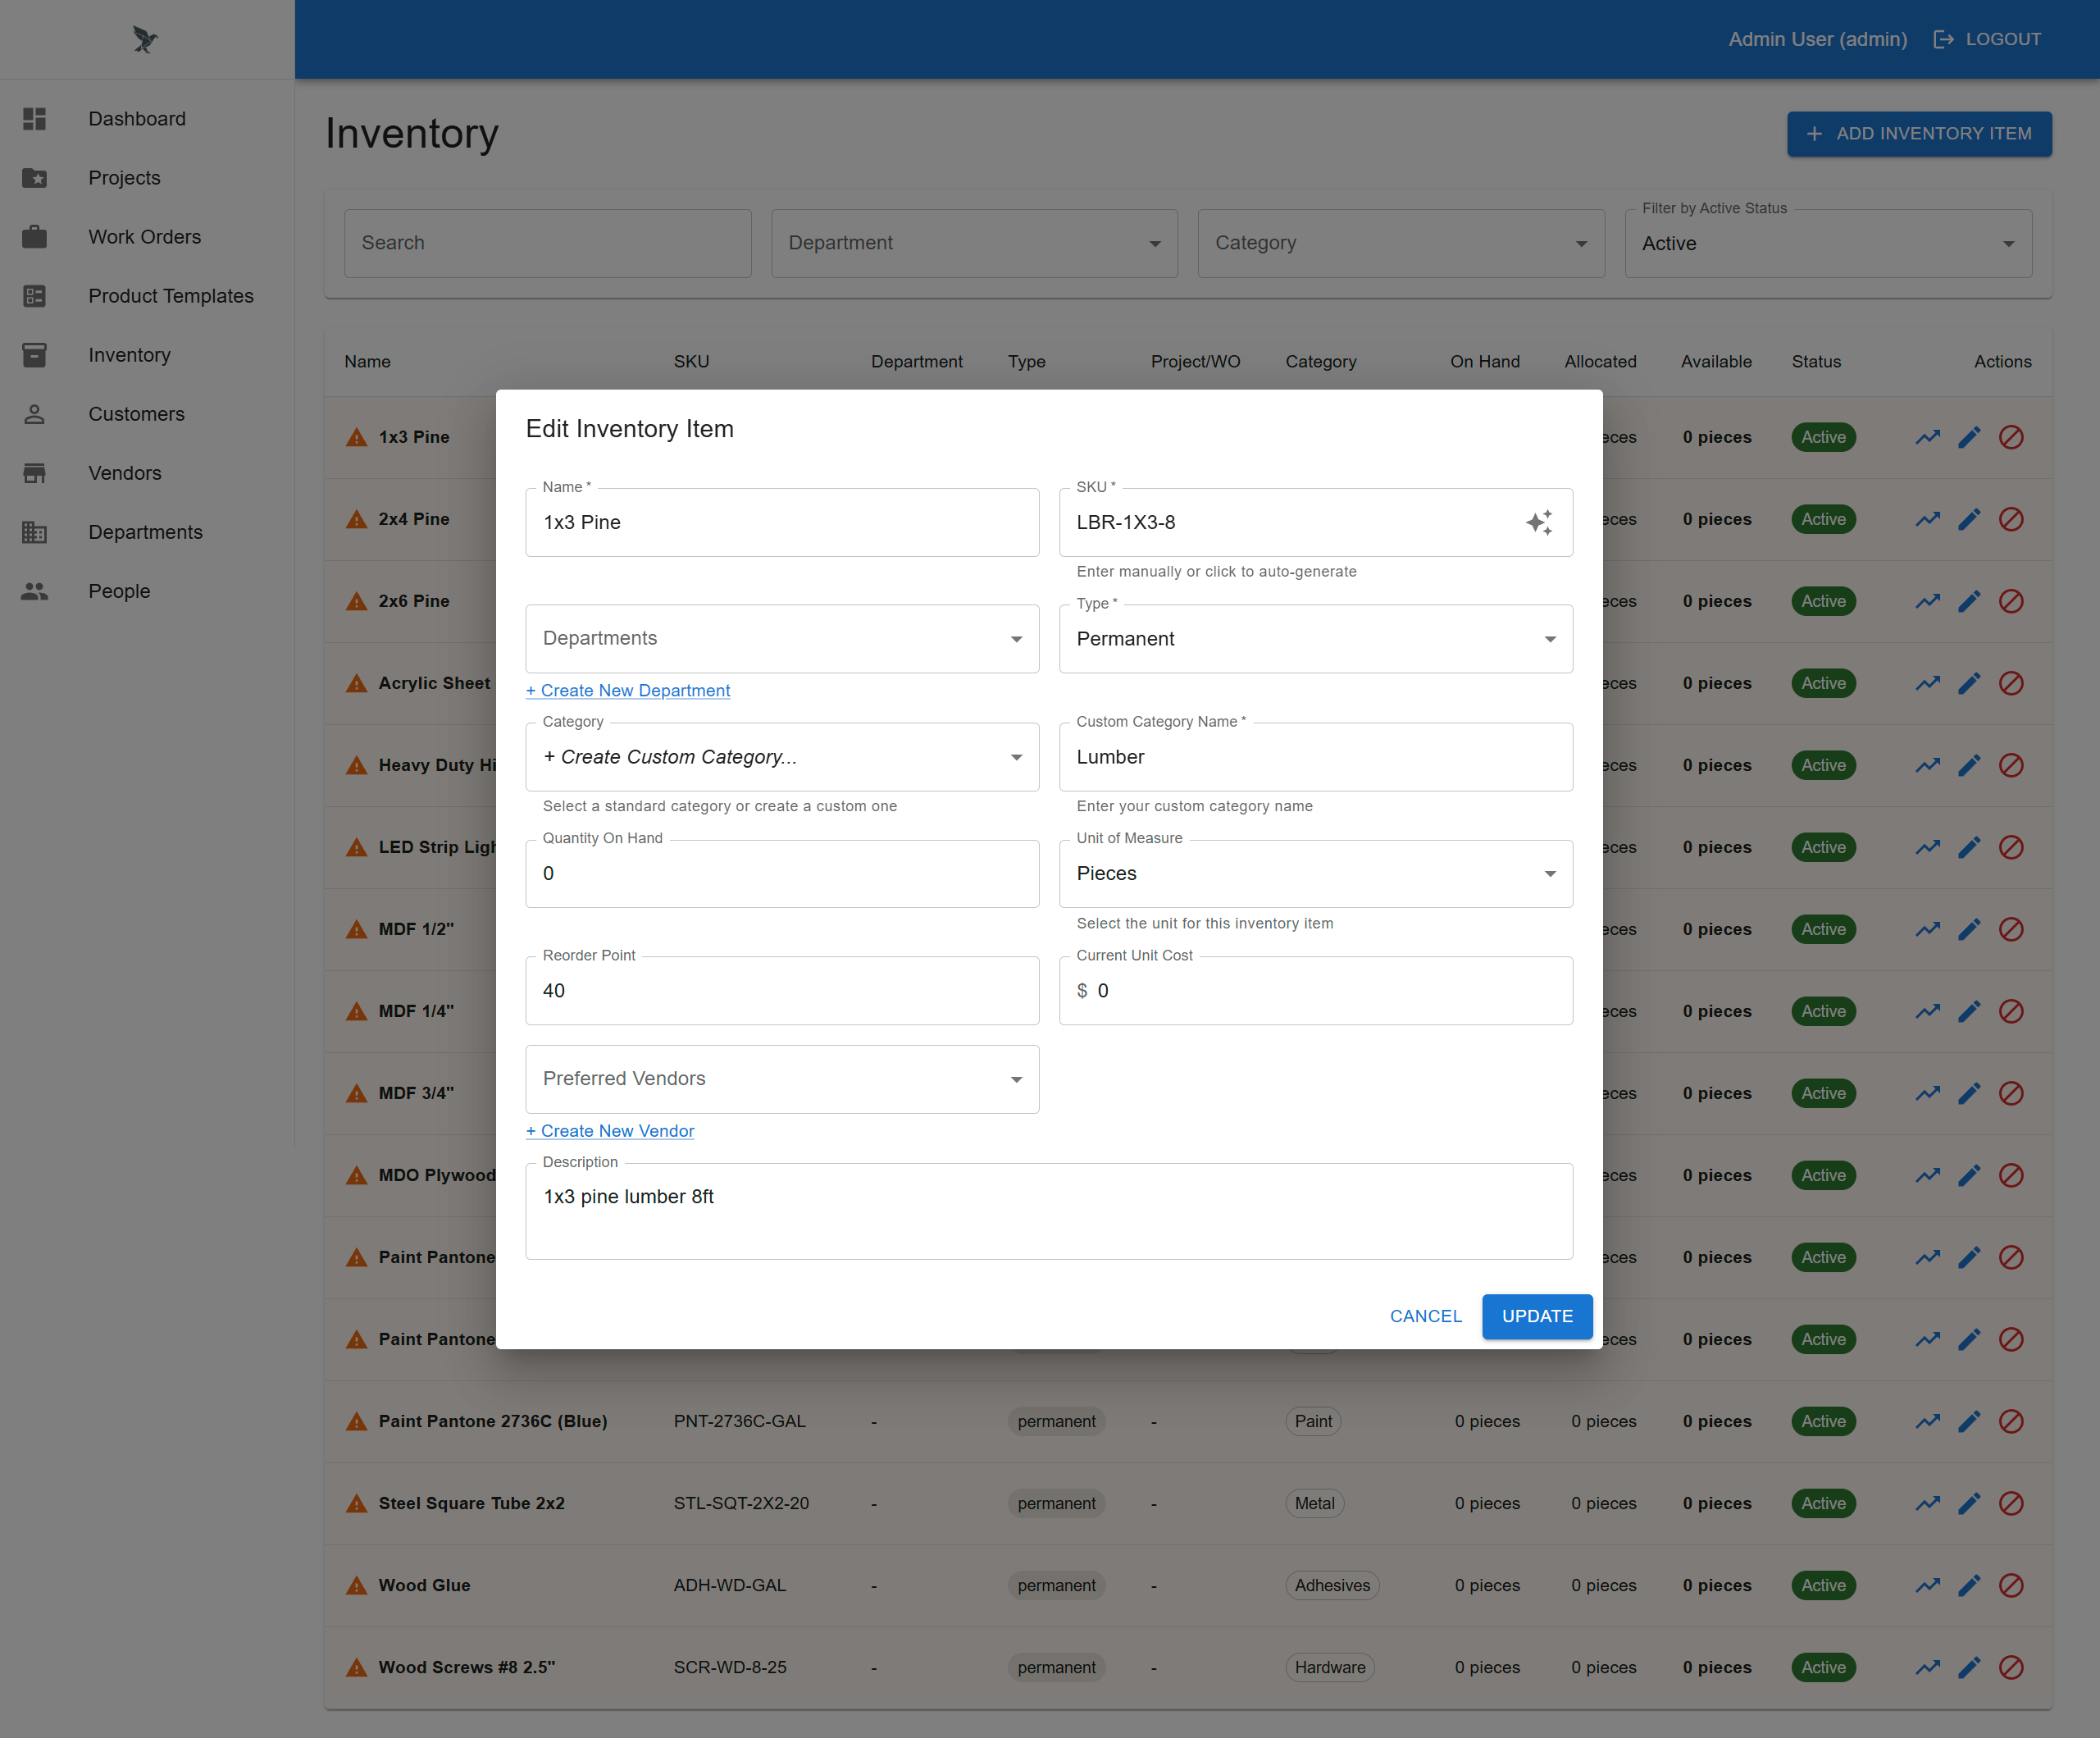 Admin User (admin) LOGOUT
Dashboard
Projects
Work Orders
Product Templates
Inventory
Customers
Vendors
Departments
People
Inventory
ADD INVENTORY ITEM
Search
Department
Category
Filter by Active Status
Active
Name SKU Department Type Project/WO Category On Hand Allocated Available Status Actions
1x3 Pine eces 0 pieces Active
2x4 Pine eces 0 pieces Active
2x6 Pine eces 0 pieces Active
Acrylic Sheet eces 0 pieces Active
Heavy Duty Hi eces 0 pieces Active
LED Strip Ligh eces 0 pieces Active
MDF 1/2" eces 0 pieces Active
MDF 1/4" eces 0 pieces Active
MDF 3/4" eces 0 pieces Active
MDO Plywood eces 0 pieces Active
Paint Pantone eces 0 pieces Active
Paint Pantone eces 0 pieces Active
Paint Pantone 2736C (Blue) PNT-2736C-GAL - permanent - Paint 0 pieces 0 pieces 0 pieces Active
Steel Square Tube 2x2 STL-SQT-2X2-20 - permanent - Metal 0 pieces 0 pieces 0 pieces Active
Wood Glue ADH-WD-GAL - permanent - Adhesives 0 pieces 0 pieces 0 pieces Active
Wood Screws #8 2.5" SCR-WD-8-25 - permanent - Hardware 0 pieces 0 pieces 0 pieces Active
Edit Inventory Item
Name *
1x3 Pine
SKU *
LBR-1X3-8
Enter manually or click to auto-generate
Departments
+ Create New Department
Type *
Permanent
Category
+ Create Custom Category...
Select a standard category or create a custom one
Custom Category Name *
Lumber
Enter your custom category name
Quantity On Hand
0
Unit of Measure
Pieces
Select the unit for this inventory item
Reorder Point
40
Current Unit Cost
$ 0
Preferred Vendors
+ Create New Vendor
Description
1x3 pine lumber 8ft
CANCEL UPDATE